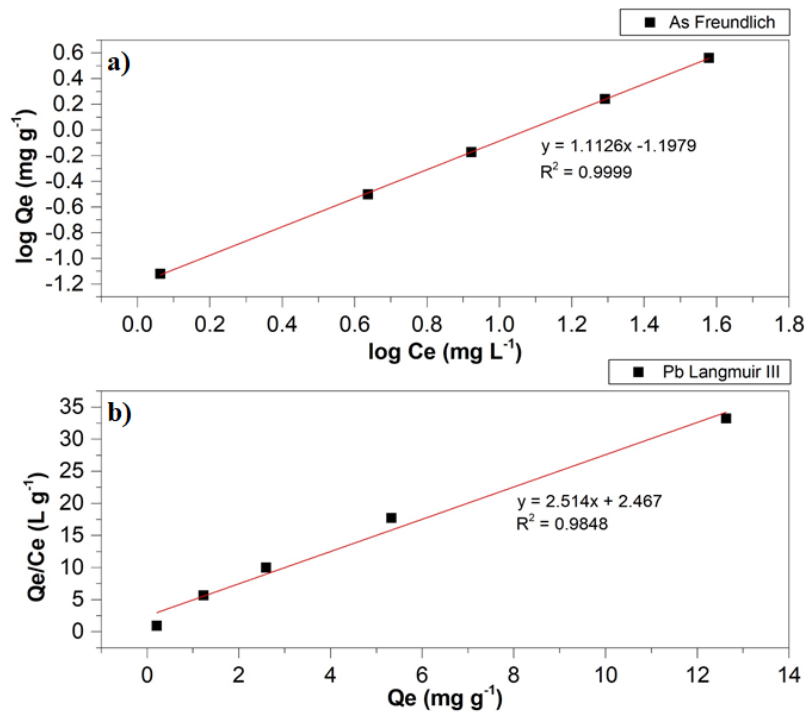 As Freundlich
a)
0.6
0.4
0.2
0.0
-0.2
-0.4
-0.6
-0.8
-1.0
-1.2
log Qe (mg g⁻¹)
y = 1.1126x -1.1979
R² = 0.9999
0.0 0.2 0.4 0.6 0.8 1.0 1.2 1.4 1.6 1.8
log Ce (mg L⁻¹)
Pb Langmuir III
b)
35
30
25
20
15
10
5
0
Qe/Ce (L g⁻¹)
y = 2.514x + 2.467
R² = 0.9848
0 2 4 6 8 10 12 14
Qe (mg g⁻¹)